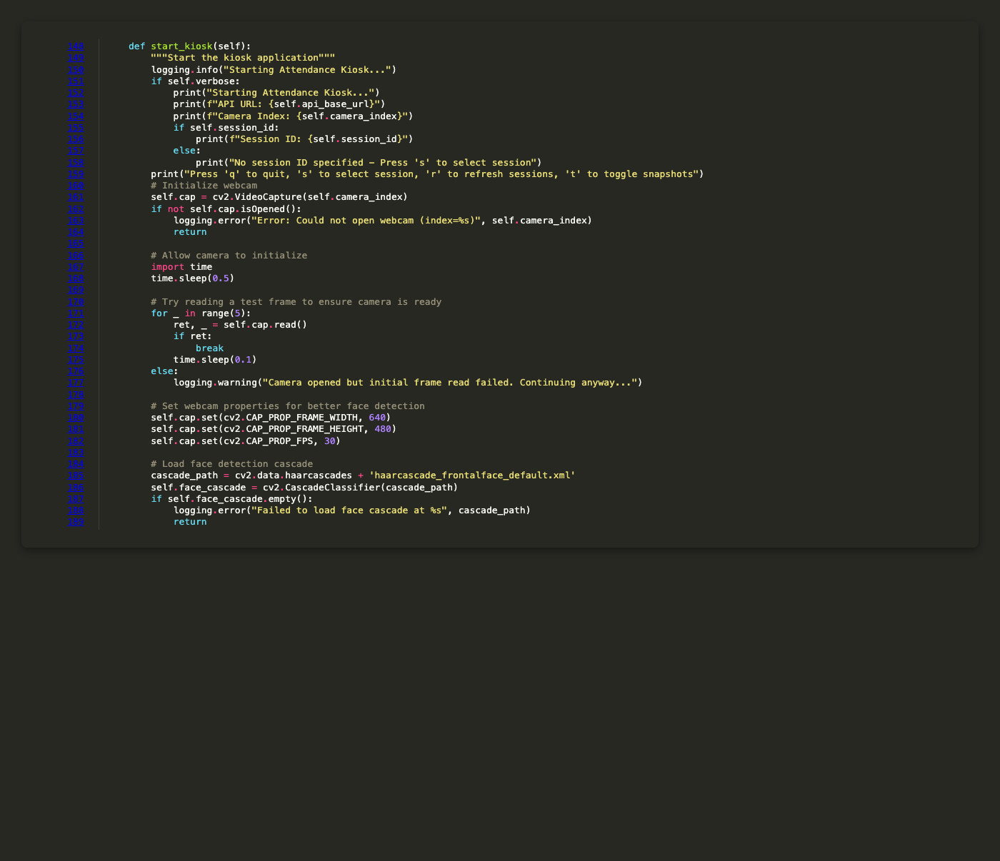 148 def start_kiosk(self):
149 """Start the kiosk application"""
150 logging.info("Starting Attendance Kiosk...")
151 if self.verbose:
152 print("Starting Attendance Kiosk...")
153 print(f"API URL: {self.api_base_url}")
154 print(f"Camera Index: {self.camera_index}")
155 if self.session_id:
156 print(f"Session ID: {self.session_id}")
157 else:
158 print("No session ID specified – Press 's' to select session")
159 print("Press 'q' to quit, 's' to select session, 'r' to refresh sessions, 't' to toggle snapshots")
160 # Initialize webcam
161 self.cap = cv2.VideoCapture(self.camera_index)
162 if not self.cap.isOpened():
163 logging.error("Error: Could not open webcam (index=%s)", self.camera_index)
164 return
165
166 # Allow camera to initialize
167 import time
168 time.sleep(0.5)
169
170 # Try reading a test frame to ensure camera is ready
171 for _ in range(5):
172 ret, _ = self.cap.read()
173 if ret:
174 break
175 time.sleep(0.1)
176 else:
177 logging.warning("Camera opened but initial frame read failed. Continuing anyway...")
178
179 # Set webcam properties for better face detection
180 self.cap.set(cv2.CAP_PROP_FRAME_WIDTH, 640)
181 self.cap.set(cv2.CAP_PROP_FRAME_HEIGHT, 480)
182 self.cap.set(cv2.CAP_PROP_FPS, 30)
183
184 # Load face detection cascade
185 cascade_path = cv2.data.haarcascades + 'haarcascade_frontalface_default.xml'
186 self.face_cascade = cv2.CascadeClassifier(cascade_path)
187 if self.face_cascade.empty():
188 logging.error("Failed to load face cascade at %s", cascade_path)
189 return